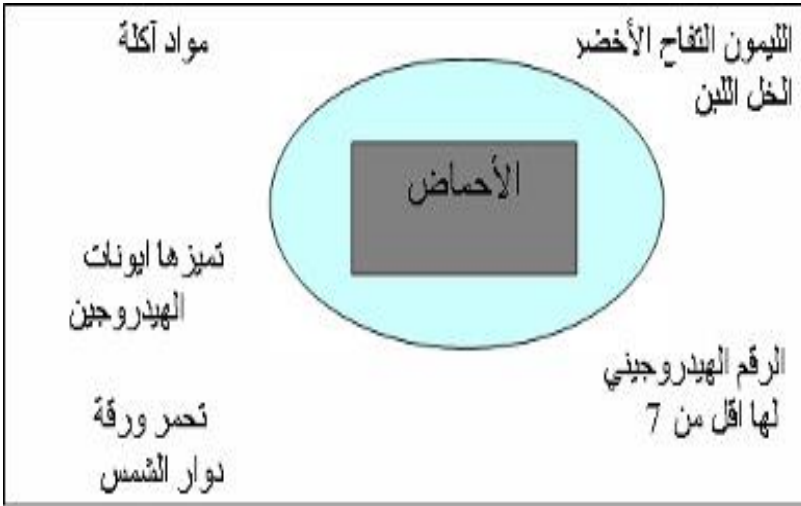 الليمون التفاح الأخضر
الخل اللبن
مواد آكلة
الأحماض
تميزها ايونات
الهيدروجين
الرقم الهيدروجيني
لها اقل من 7
تحمر ورقة
دوار الشمس